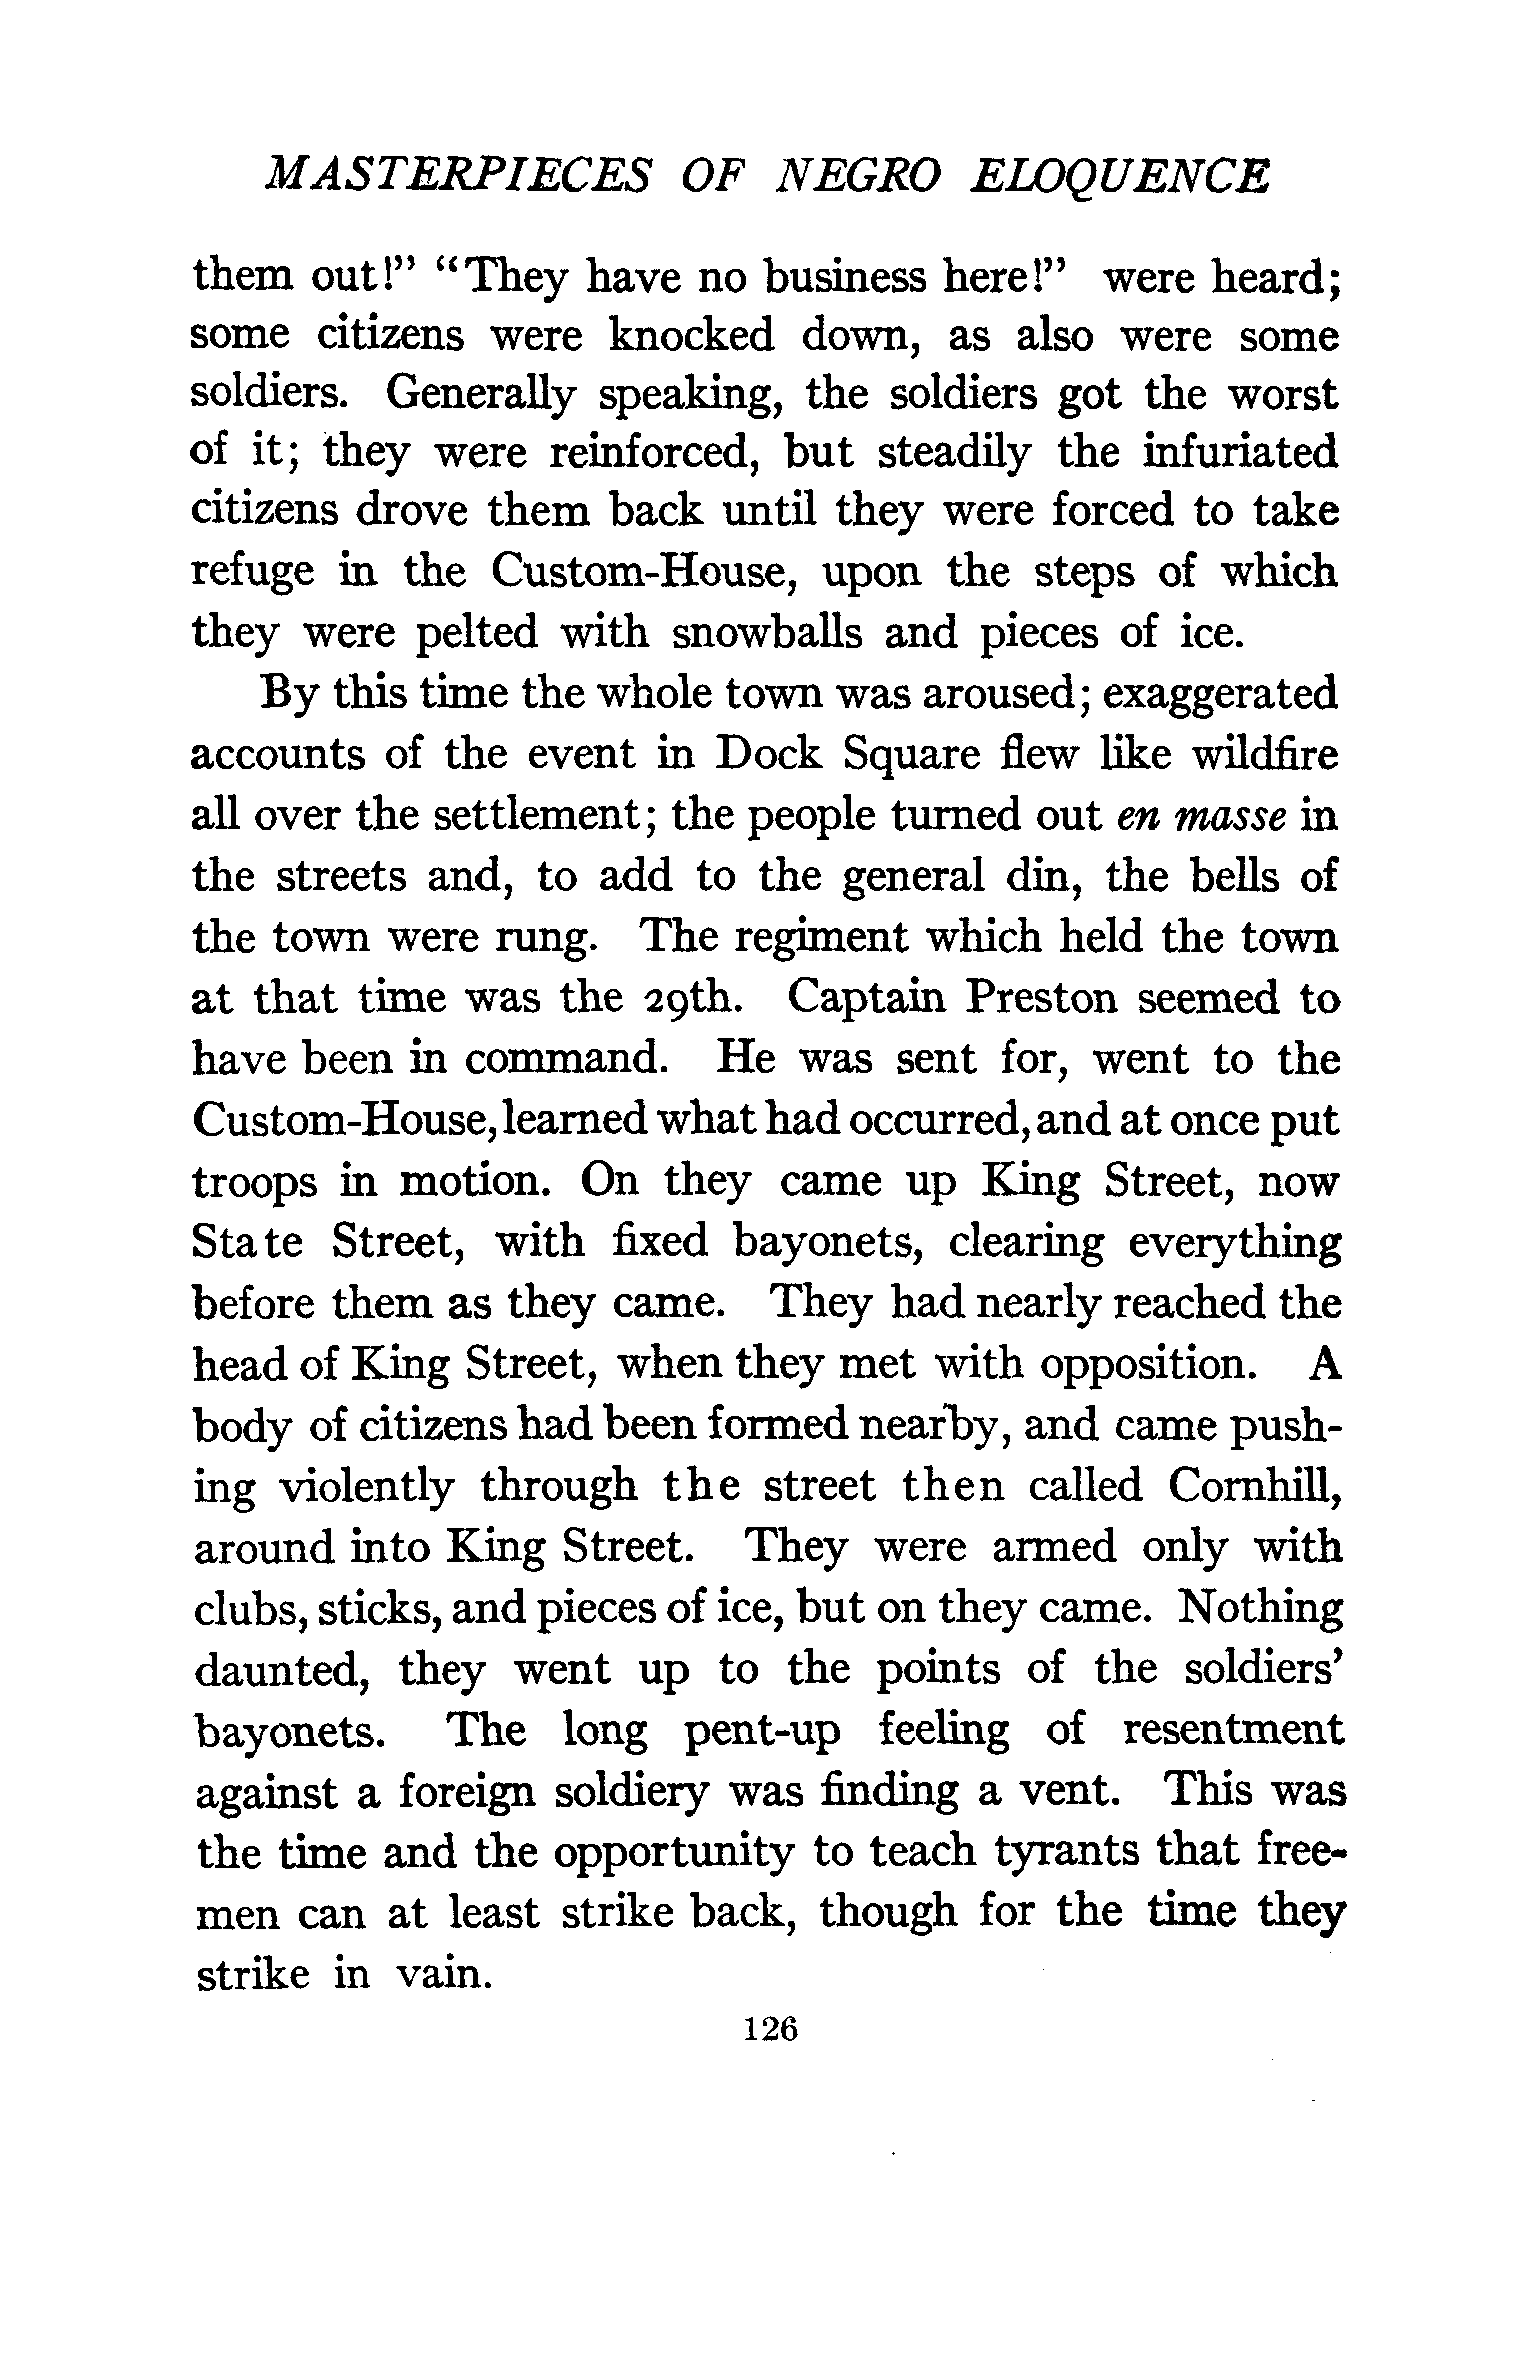 MASTERPIECES OF NEGRO ELOQUENCE
them out!” “They have no business here!” were heard;
some citizens were knocked down, as also were some
soldiers. Generally speaking, the soldiers got the worst
of it; they were reinforced, but steadily the infuriated
citizens drove them back until they were forced to take
refuge in the Custom-House, upon the steps of which
they were pelted with snowballs and pieces of ice.
By this time the whole town was aroused; exaggerated
accounts of the event in Dock Square flew like wildfire
all over the settlement; the people turned out en masse in
the streets and, to add to the general din, the bells of
the town were rung. The regiment which held the town
at that time was the 29th. Captain Preston seemed to
have been in command. He was sent for, went to the
Custom-House, learned what had occurred, and at once put
troops in motion. On they came up King Street, now
State Street, with fixed bayonets, clearing everything
before them as they came. They had nearly reached the
head of King Street, when they met with opposition. A
body of citizens had been formed nearby, and came push-
ing violently through the street then called Cornhill,
around into King Street. They were armed only with
clubs, sticks, and pieces of ice, but on they came. Nothing
daunted, they went up to the points of the soldiers’
bayonets. The long pent-up feeling of resentment
against a foreign soldiery was finding a vent. This was
the time and the opportunity to teach tyrants that free-
men can at least strike back, though for the time they
strike in vain.
126